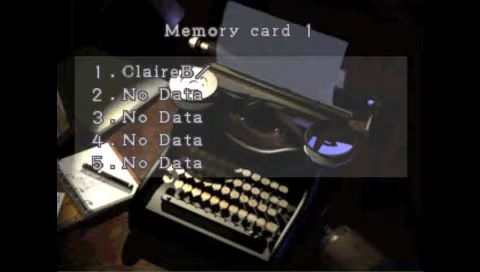 Memory card 1
1. ClaireB/
2. No Data
3. No Data
4. No Data
5. No Data